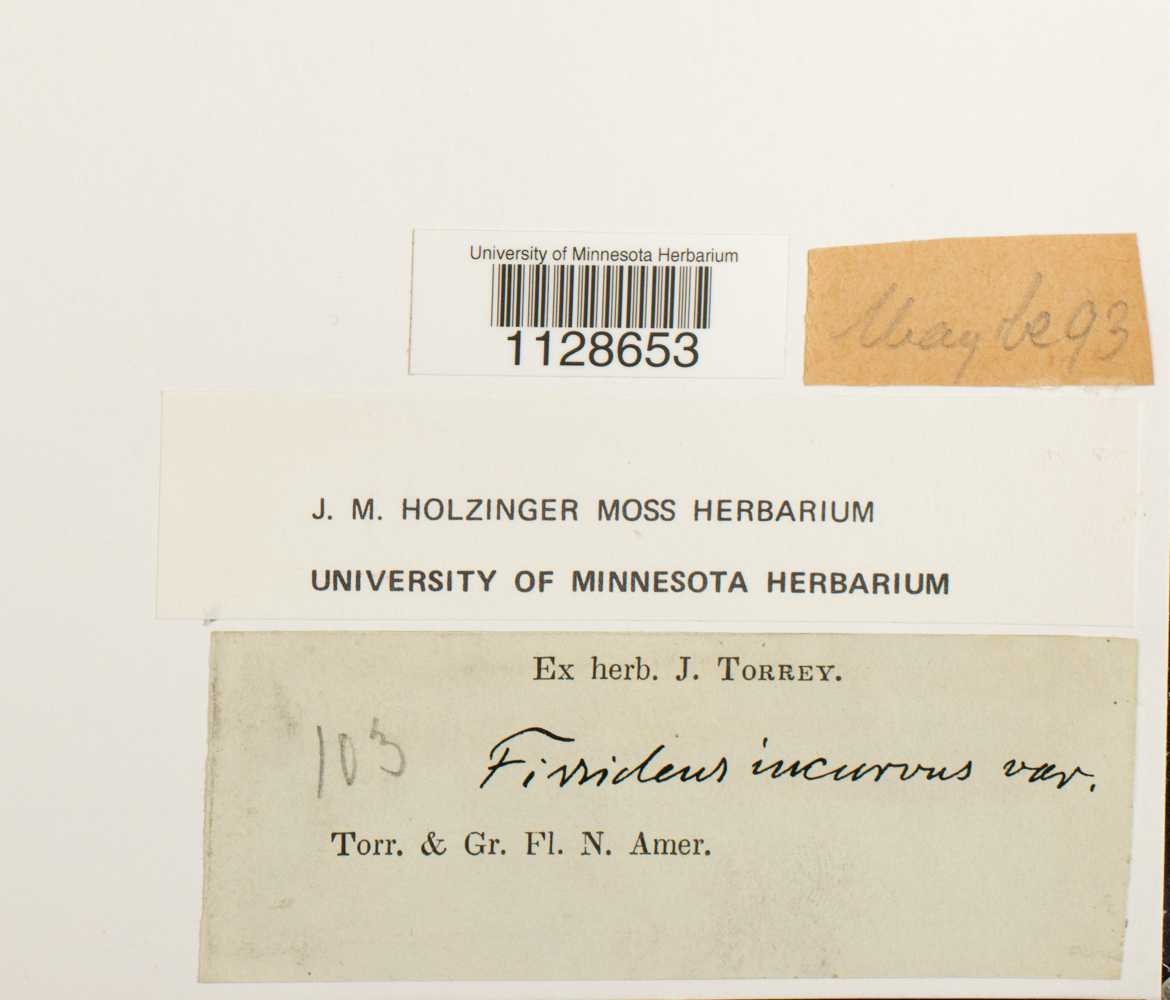 University of Minnesota Herbarium
1128653
May be 93
J. M. HOLZINGER MOSS HERBARIUM
UNIVERSITY OF MINNESOTA HERBARIUM
Ex herb. J. TORREY.
103 Fissidens incurvus var.
Torr. & Gr. Fl. N. Amer.